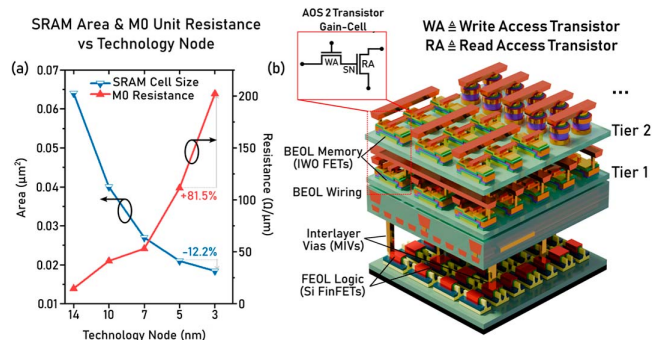 SRAM Area & M0 Unit Resistance
vs Technology Node
(a)
SRAM Cell Size
M0 Resistance
Area (μm²)
0.07
0.06
0.05
0.04
0.03
0.02
0.01
Resistance (Ω/μm)
200
150
100
50
0
+81.5%
-12.2%
14
10
7
5
3
Technology Node (nm)
AOS 2 Transistor
Gain-Cell
WA
SN
RA
WA ≜ Write Access Transistor
RA ≜ Read Access Transistor
(b)
...
Tier 2
Tier 1
BEOL Memory
(IWO FETs)
BEOL Wiring
Interlayer
Vias (MIVs)
FEOL Logic
(Si FinFETs)